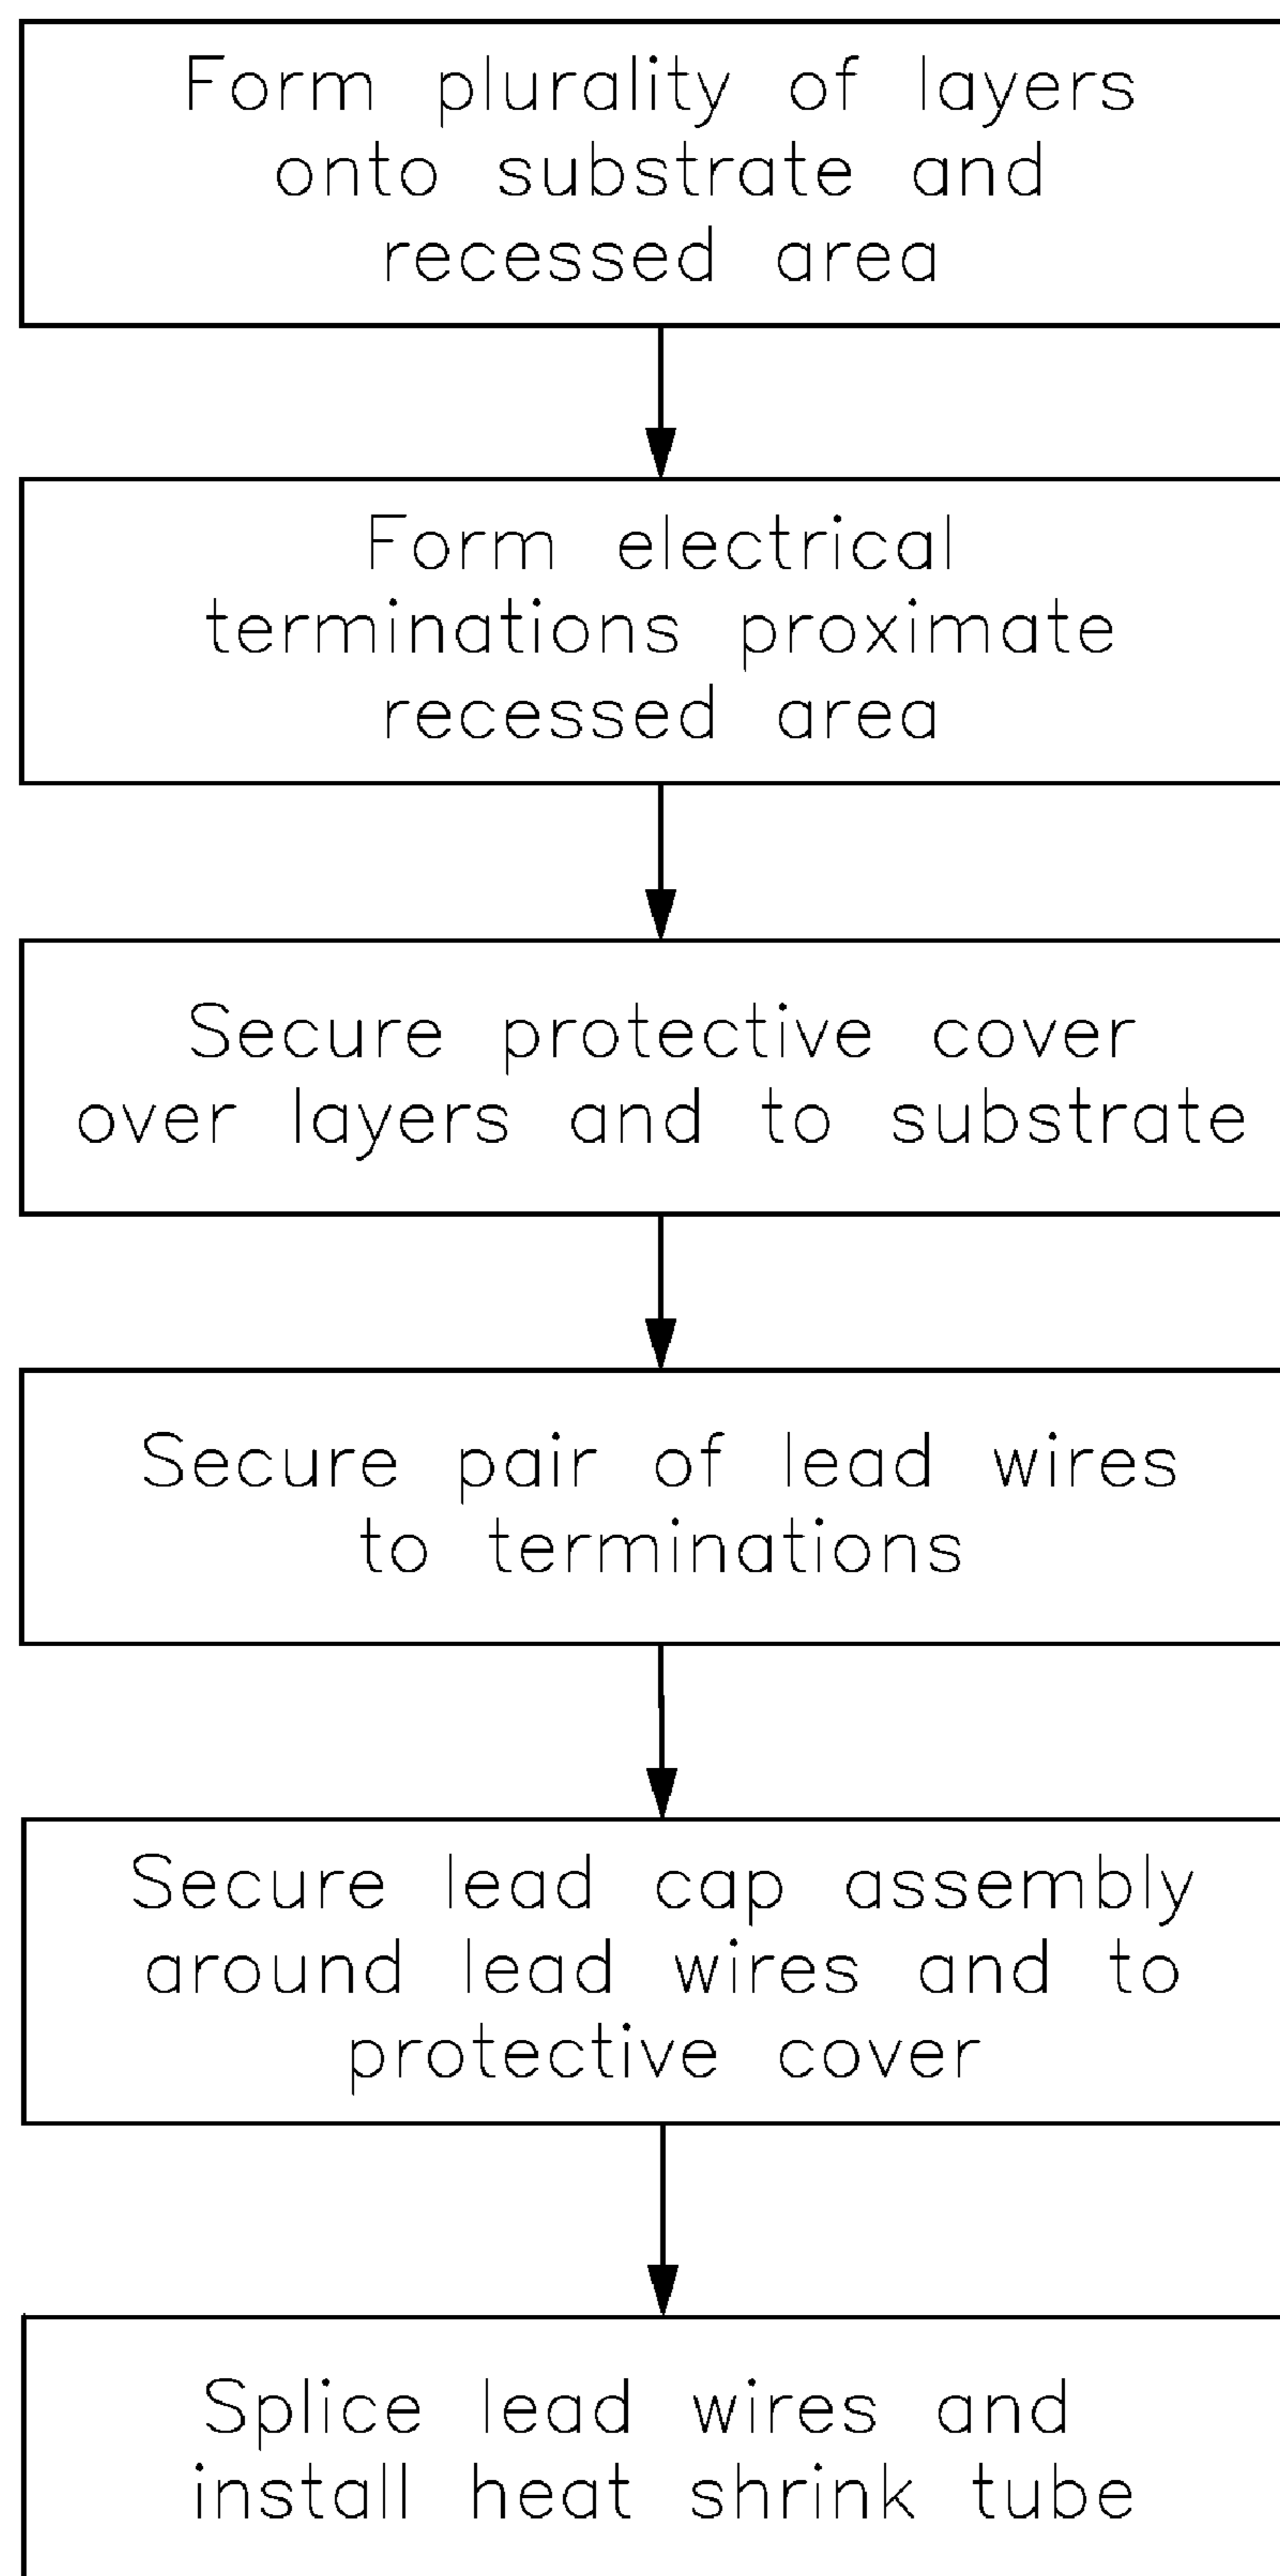 Form plurality of layers
onto substrate and
recessed area
Form electrical
terminations proximate
recessed area
Secure protective cover
over layers and to substrate
Secure pair of lead wires
to terminations
Secure lead cap assembly
around lead wires and to
protective cover
Splice lead wires and
install heat shrink tube